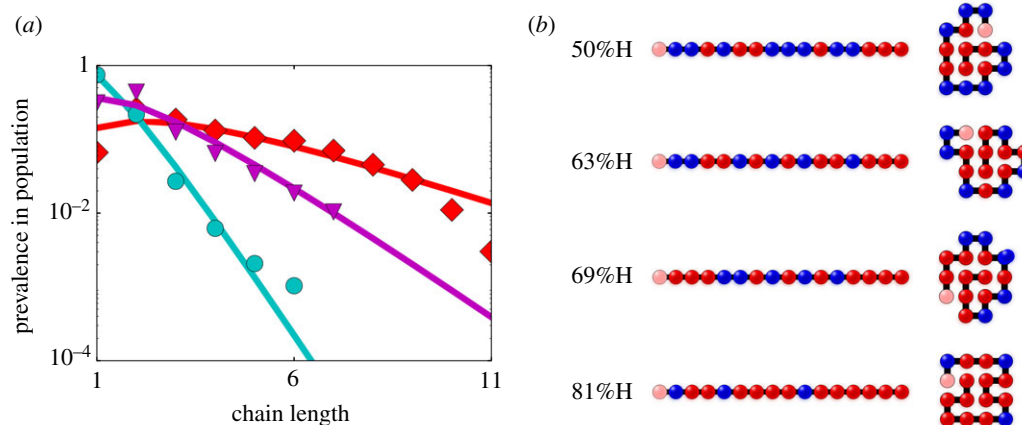 (a)
prevalence in population
1
10–2
10–4
1
6
11
chain length
(b)
50%H
63%H
69%H
81%H